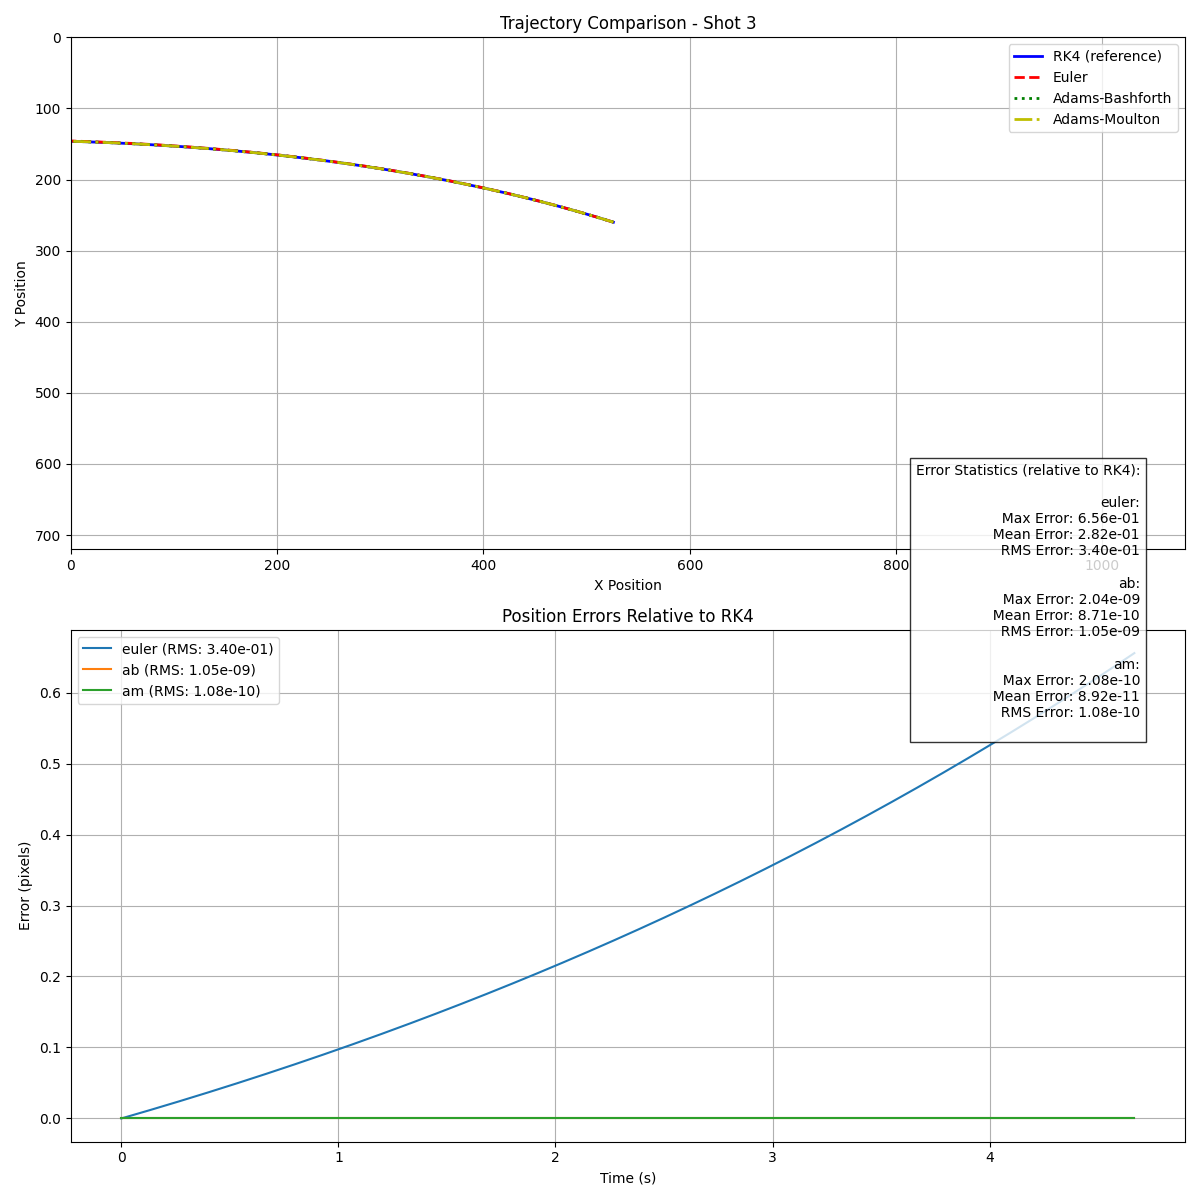 Trajectory Comparison - Shot 3
RK4 (reference)
Euler
Adams-Bashforth
Adams-Moulton
Y Position
0
100
200
300
400
500
600
700
0
200
400
600
800
1000
X Position
Error Statistics (relative to RK4):
euler:
Max Error: 6.56e-01
Mean Error: 2.82e-01
RMS Error: 3.40e-01
ab:
Max Error: 2.04e-09
Mean Error: 8.71e-10
RMS Error: 1.05e-09
am:
Max Error: 2.08e-10
Mean Error: 8.92e-11
RMS Error: 1.08e-10
Position Errors Relative to RK4
euler (RMS: 3.40e-01)
ab (RMS: 1.05e-09)
am (RMS: 1.08e-10)
Error (pixels)
0.6
0.5
0.4
0.3
0.2
0.1
0.0
0
1
2
3
4
Time (s)